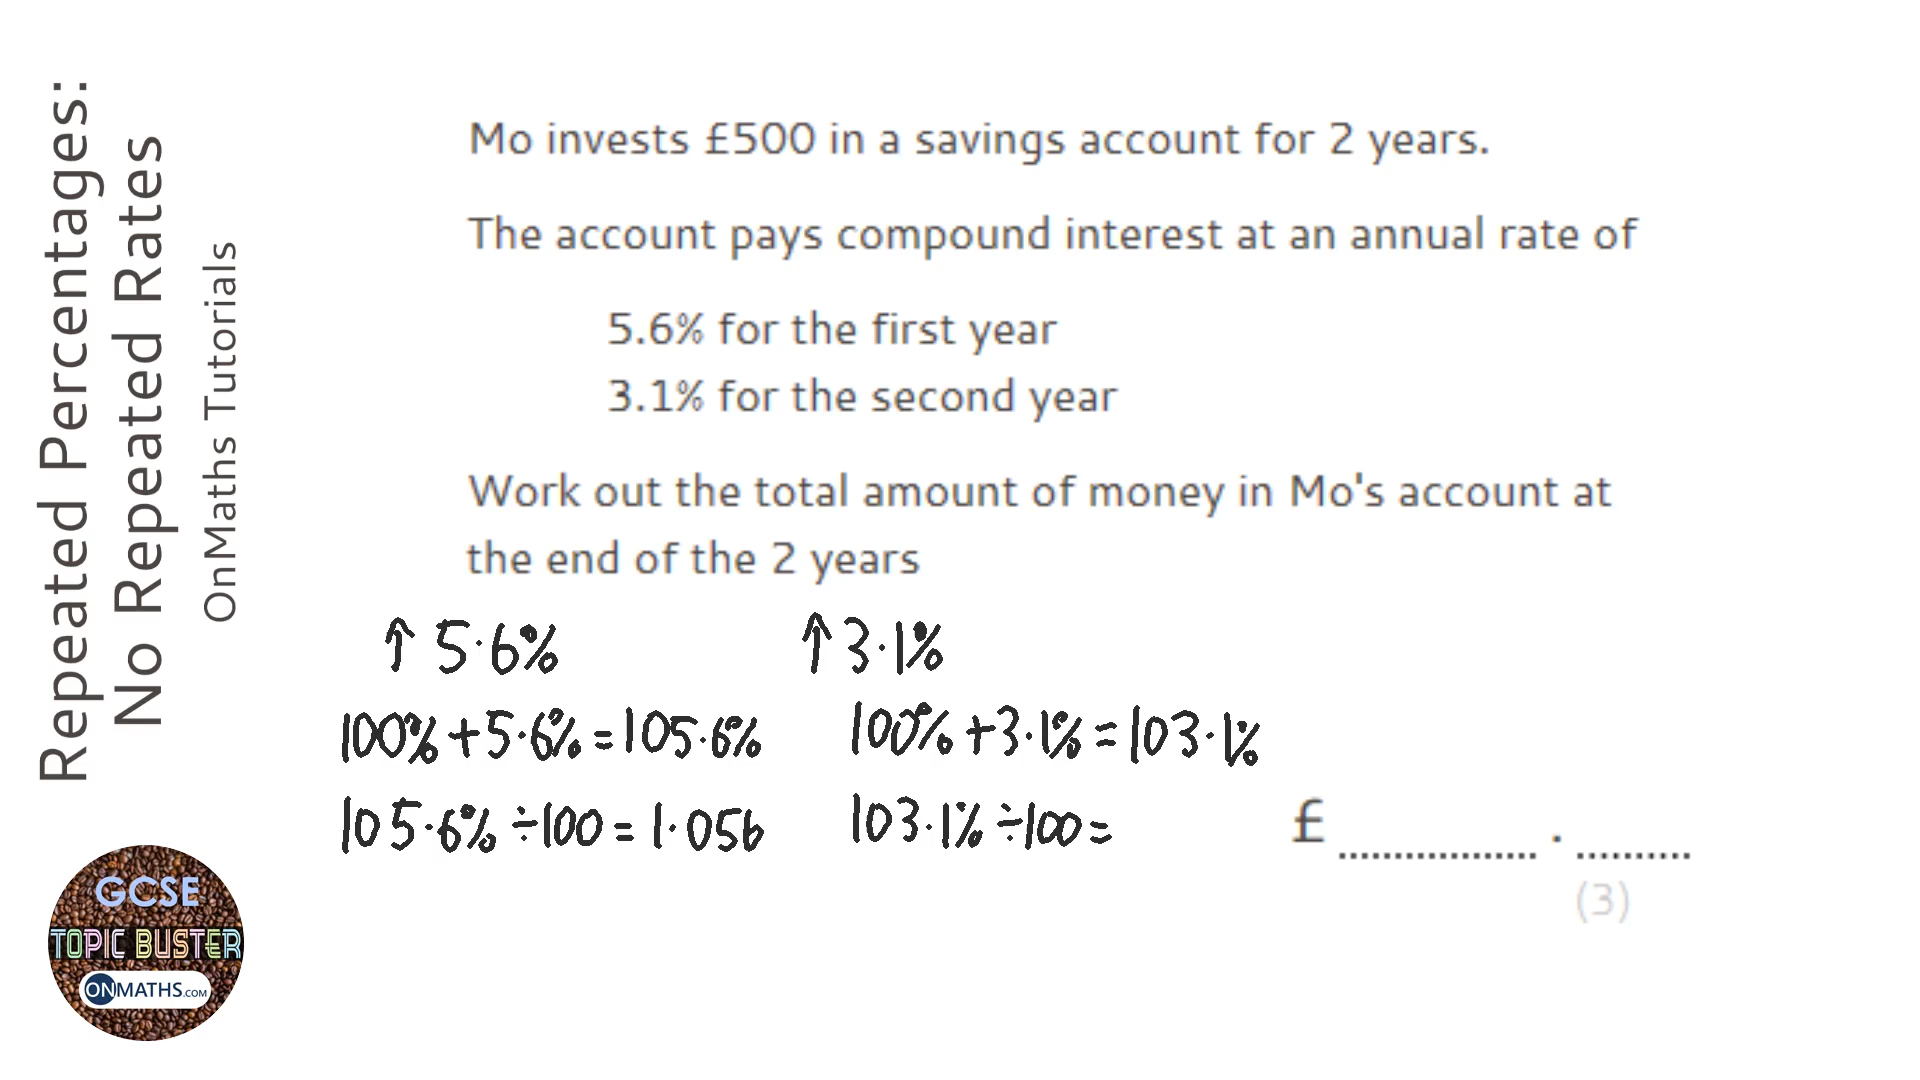 Repeated Percentages:
No Repeated Rates
OnMaths Tutorials
Mo invests £500 in a savings account for 2 years.
The account pays compound interest at an annual rate of
5.6% for the first year
3.1% for the second year
Work out the total amount of money in Mo's account at
the end of the 2 years
↑ 5·6% ↑ 3·1%
100% + 5·6% = 105·6% 100% + 3·1% = 103·1%
105·6% ÷ 100 = 1·056 103·1% ÷ 100 =
£ ................. . ..........
(3)
GCSE
TOPIC BUSTER
ONMATHS.COM